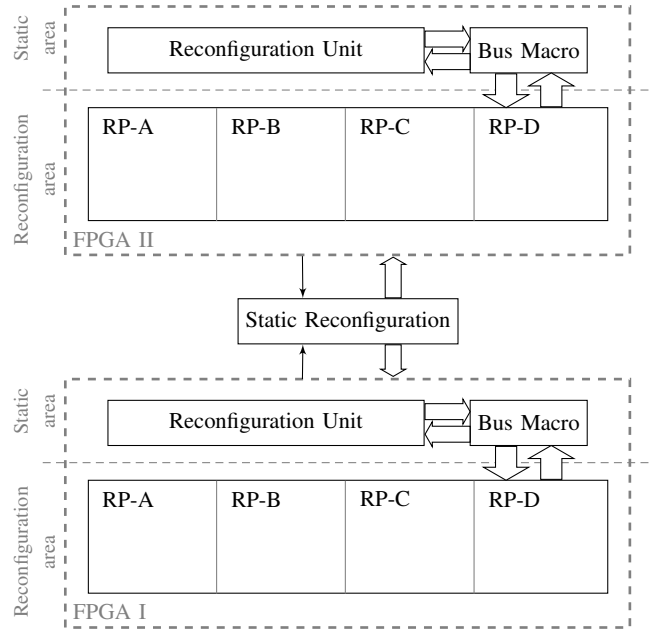 Static
area
Reconfiguration Unit
Bus Macro
Reconfiguration
area
RP-A
RP-B
RP-C
RP-D
FPGA II
Static Reconfiguration
Static
area
Reconfiguration Unit
Bus Macro
Reconfiguration
area
RP-A
RP-B
RP-C
RP-D
FPGA I